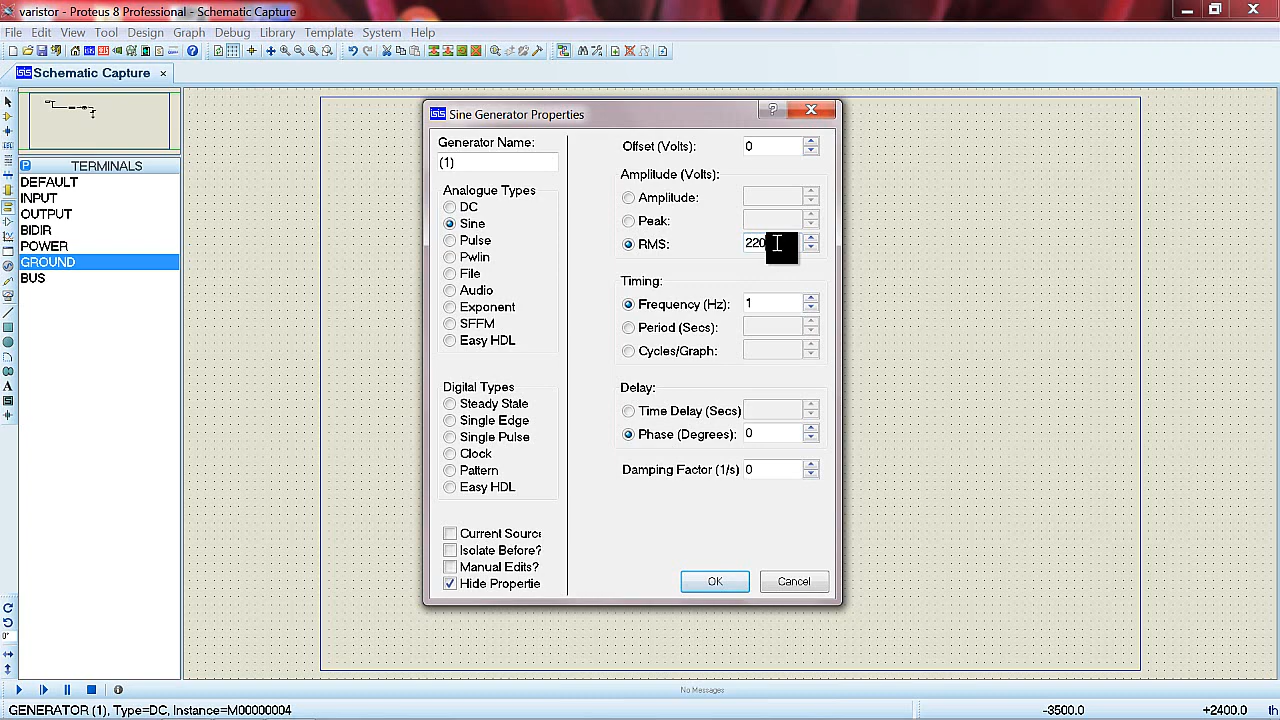 varistor - Proteus 8 Professional - Schematic Capture
File Edit View Tool Design Graph Debug Library Template System Help
ISIS Schematic Capture ×
P TERMINALS
DEFAULT
INPUT
OUTPUT
BIDIR
POWER
GROUND
BUS
ISIS Sine Generator Properties
Generator Name:
(1)
Analogue Types
DC
Sine
Pulse
Pwlin
File
Audio
Exponent
SFFM
Easy HDL
Digital Types
Steady State
Single Edge
Single Pulse
Clock
Pattern
Easy HDL
Current Sourc
Isolate Before?
Manual Edits?
Hide Propertie
Offset (Volts): 0
Amplitude (Volts):
Amplitude:
Peak:
RMS: 220
Timing:
Frequency (Hz): 1
Period (Secs):
Cycles/Graph:
Delay:
Time Delay (Secs)
Phase (Degrees): 0
Damping Factor (1/s) 0
OK Cancel
0°
No Messages
GENERATOR (1), Type=DC, Instance=M00000004 -3500.0 +2400.0 th